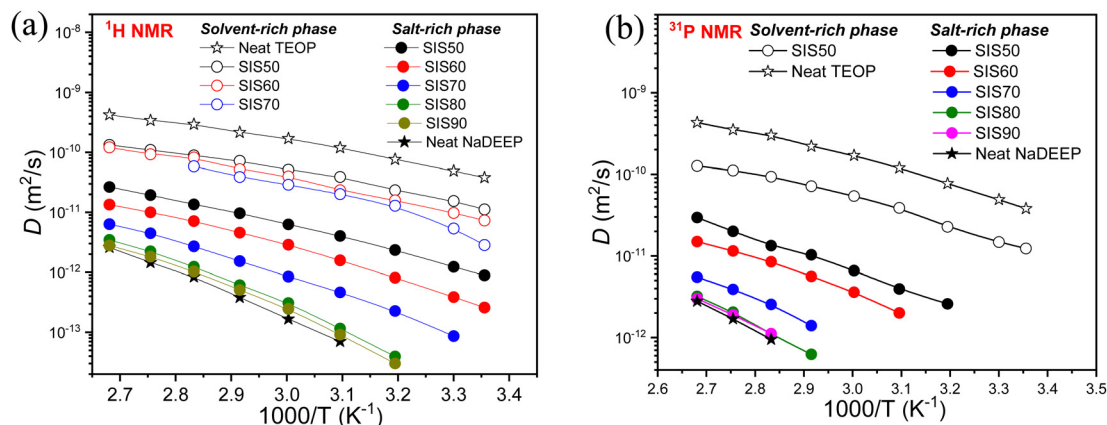 (a)
¹H NMR
Solvent-rich phase
Neat TEOP
SIS50
SIS60
SIS70
Salt-rich phase
SIS50
SIS60
SIS70
SIS80
SIS90
Neat NaDEEP
10⁻⁸
10⁻⁹
10⁻¹⁰
10⁻¹¹
10⁻¹²
10⁻¹³
D (m²/s)
2.7 2.8 2.9 3.0 3.1 3.2 3.3 3.4
1000/T (K⁻¹)
(b)
³¹P NMR
Solvent-rich phase
SIS50
Neat TEOP
Salt-rich phase
SIS50
SIS60
SIS70
SIS80
SIS90
Neat NaDEEP
10⁻⁹
10⁻¹⁰
10⁻¹¹
10⁻¹²
D (m²/s)
2.6 2.7 2.8 2.9 3.0 3.1 3.2 3.3 3.4 3.5
1000/T (K⁻¹)